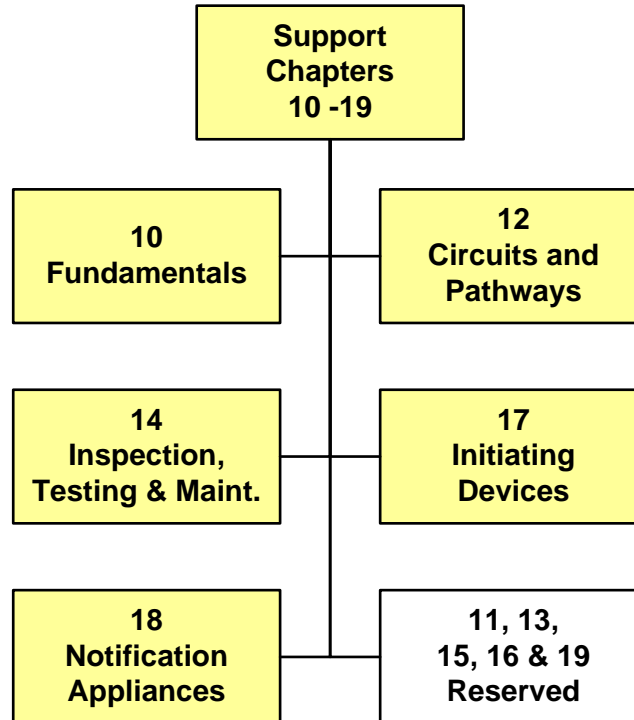 Support
Chapters
10 -19
10
Fundamentals
12
Circuits and
Pathways
14
Inspection,
Testing & Maint.
17
Initiating
Devices
18
Notification
Appliances
11, 13,
15, 16 & 19
Reserved